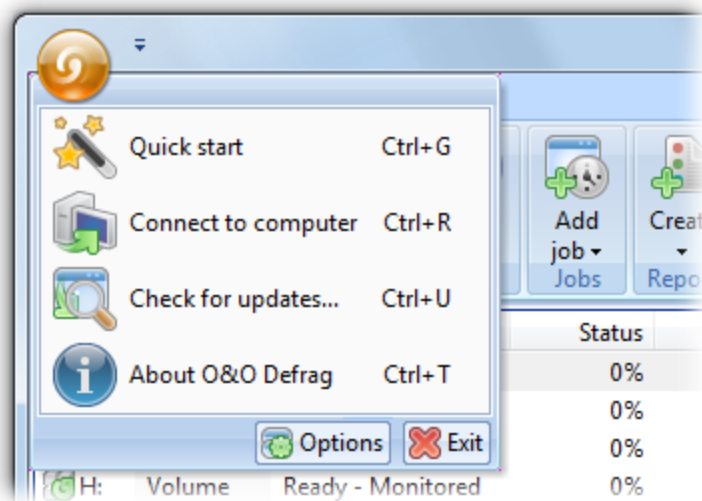 Quick start Ctrl+G
Connect to computer Ctrl+R
Check for updates... Ctrl+U
About O&O Defrag Ctrl+T
Options Exit
Add
job
Jobs
Status
0%
0%
0%
H: Volume Ready - Monitored 0%